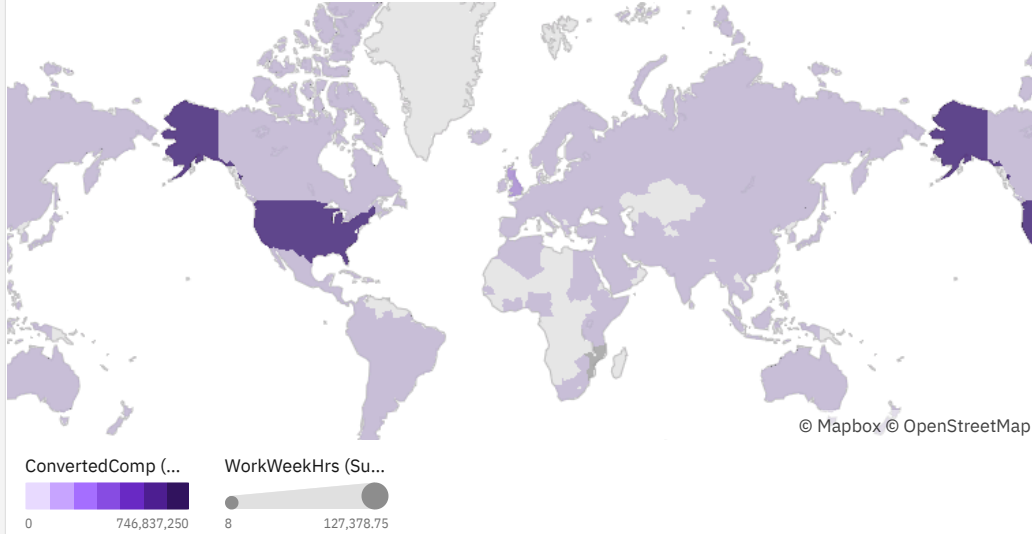 © Mapbox © OpenStreetMap
ConvertedComp (...
WorkWeekHrs (Su...
0
746,837,250
8
127,378.75